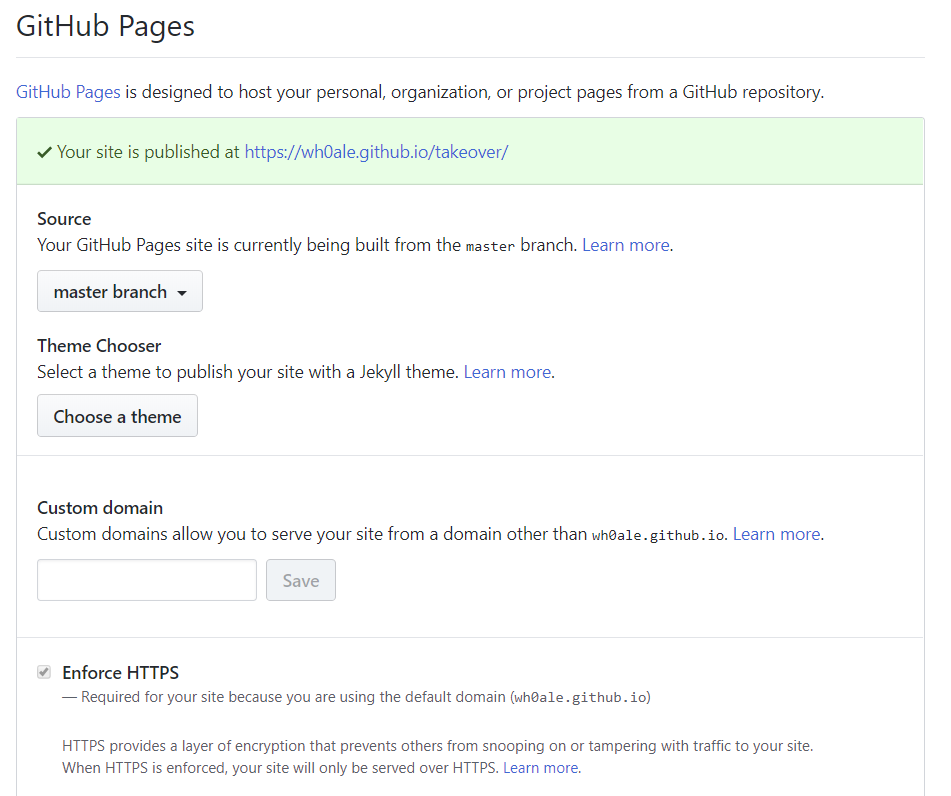 GitHub Pages
GitHub Pages is designed to host your personal, organization, or project pages from a GitHub repository.
Your site is published at https://wh0ale.github.io/takeover/
Source
Your GitHub Pages site is currently being built from the master branch. Learn more.
master branch
Theme Chooser
Select a theme to publish your site with a Jekyll theme. Learn more.
Choose a theme
Custom domain
Custom domains allow you to serve your site from a domain other than wh0ale.github.io. Learn more.
Save
Enforce HTTPS
— Required for your site because you are using the default domain (wh0ale.github.io)
HTTPS provides a layer of encryption that prevents others from snooping on or tampering with traffic to your site.
When HTTPS is enforced, your site will only be served over HTTPS. Learn more.